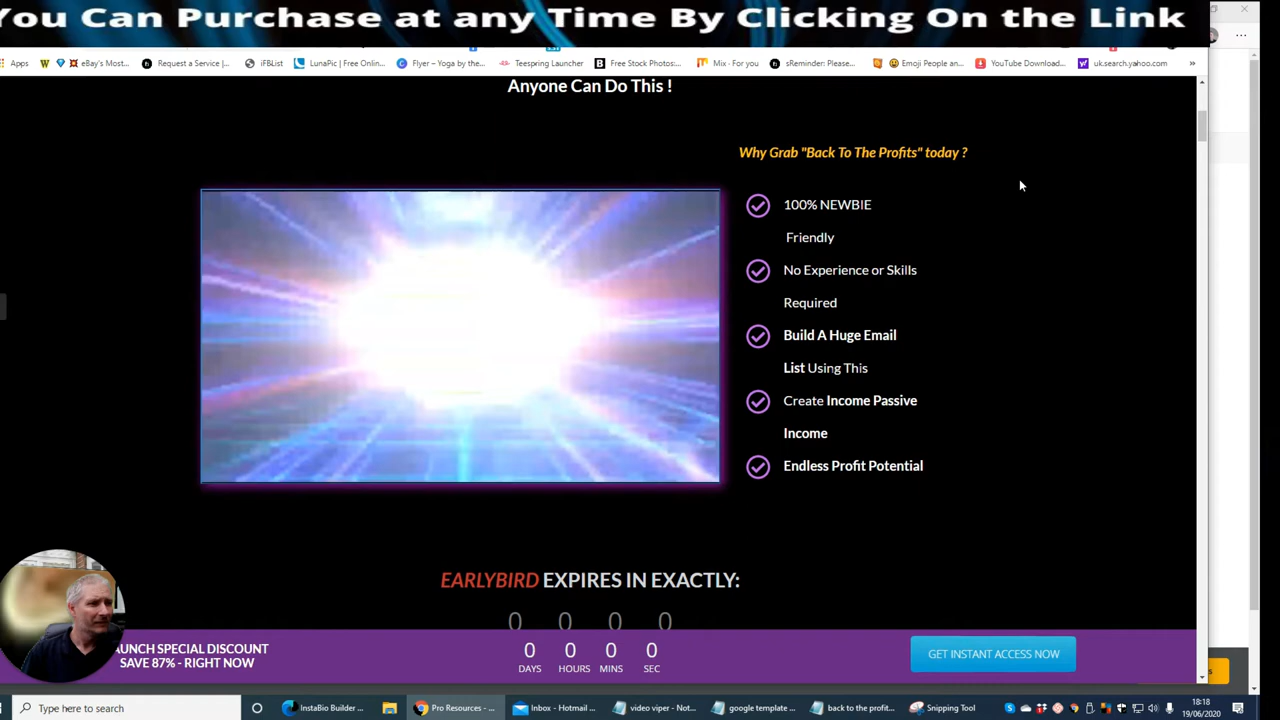 You Can Purchase at any Time By Clicking On the Link
Apps
eBay's Most...
Request a Service |...
iFBList
LunaPic | Free Onlin...
Flyer – Yoga by the...
Teespring Launcher
Free Stock Photos:...
Mix - For you
sReminder: Please...
Emoji People an...
YouTube Download...
uk.search.yahoo.com
»
Anyone Can Do This !
Why Grab "Back To The Profits" today ?
100% NEWBIE
Friendly
No Experience or Skills
Required
Build A Huge Email
List Using This
Create Income Passive
Income
Endless Profit Potential
EARLYBIRD EXPIRES IN EXACTLY:
0 0 0 0
AUNCH SPECIAL DISCOUNT
SAVE 87% - RIGHT NOW
0 0 0 0
DAYS HOURS MINS SEC
GET INSTANT ACCESS NOW
Type here to search
InstaBio Builder ...
Pro Resources - ...
Inbox - Hotmail ...
video viper - Not...
google template ...
back to the profit...
Snipping Tool
18:18
19/06/2020